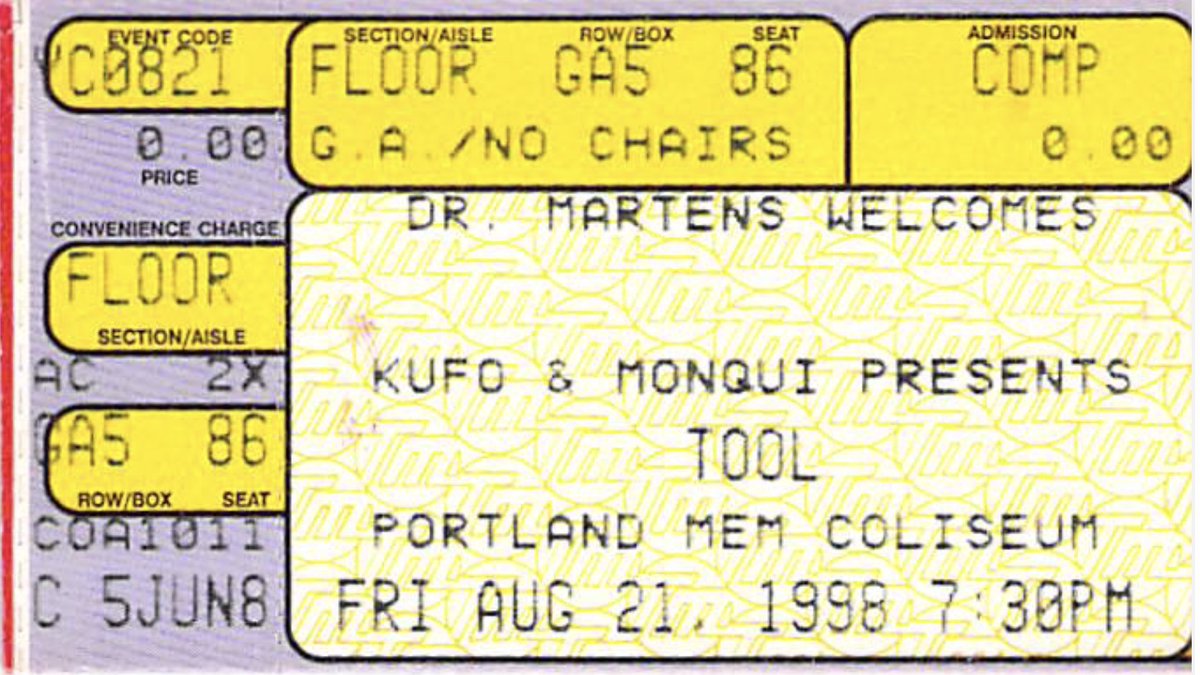 EVENT CODE
C0821
0.00
PRICE
CONVENIENCE CHARGE
FLOOR
SECTION/AISLE
AC 2X
GA5 86
ROW/BOX SEAT
COA1011
C 5JUN8
SECTION/AISLE ROW/BOX SEAT
FLOOR GA5 86
G.A./NO CHAIRS
ADMISSION
COMP
0.00
DR. MARTENS WELCOMES
KUFO & MONQUI PRESENTS
TOOL
PORTLAND MEM COLISEUM
FRI AUG 21, 1998 7:30PM